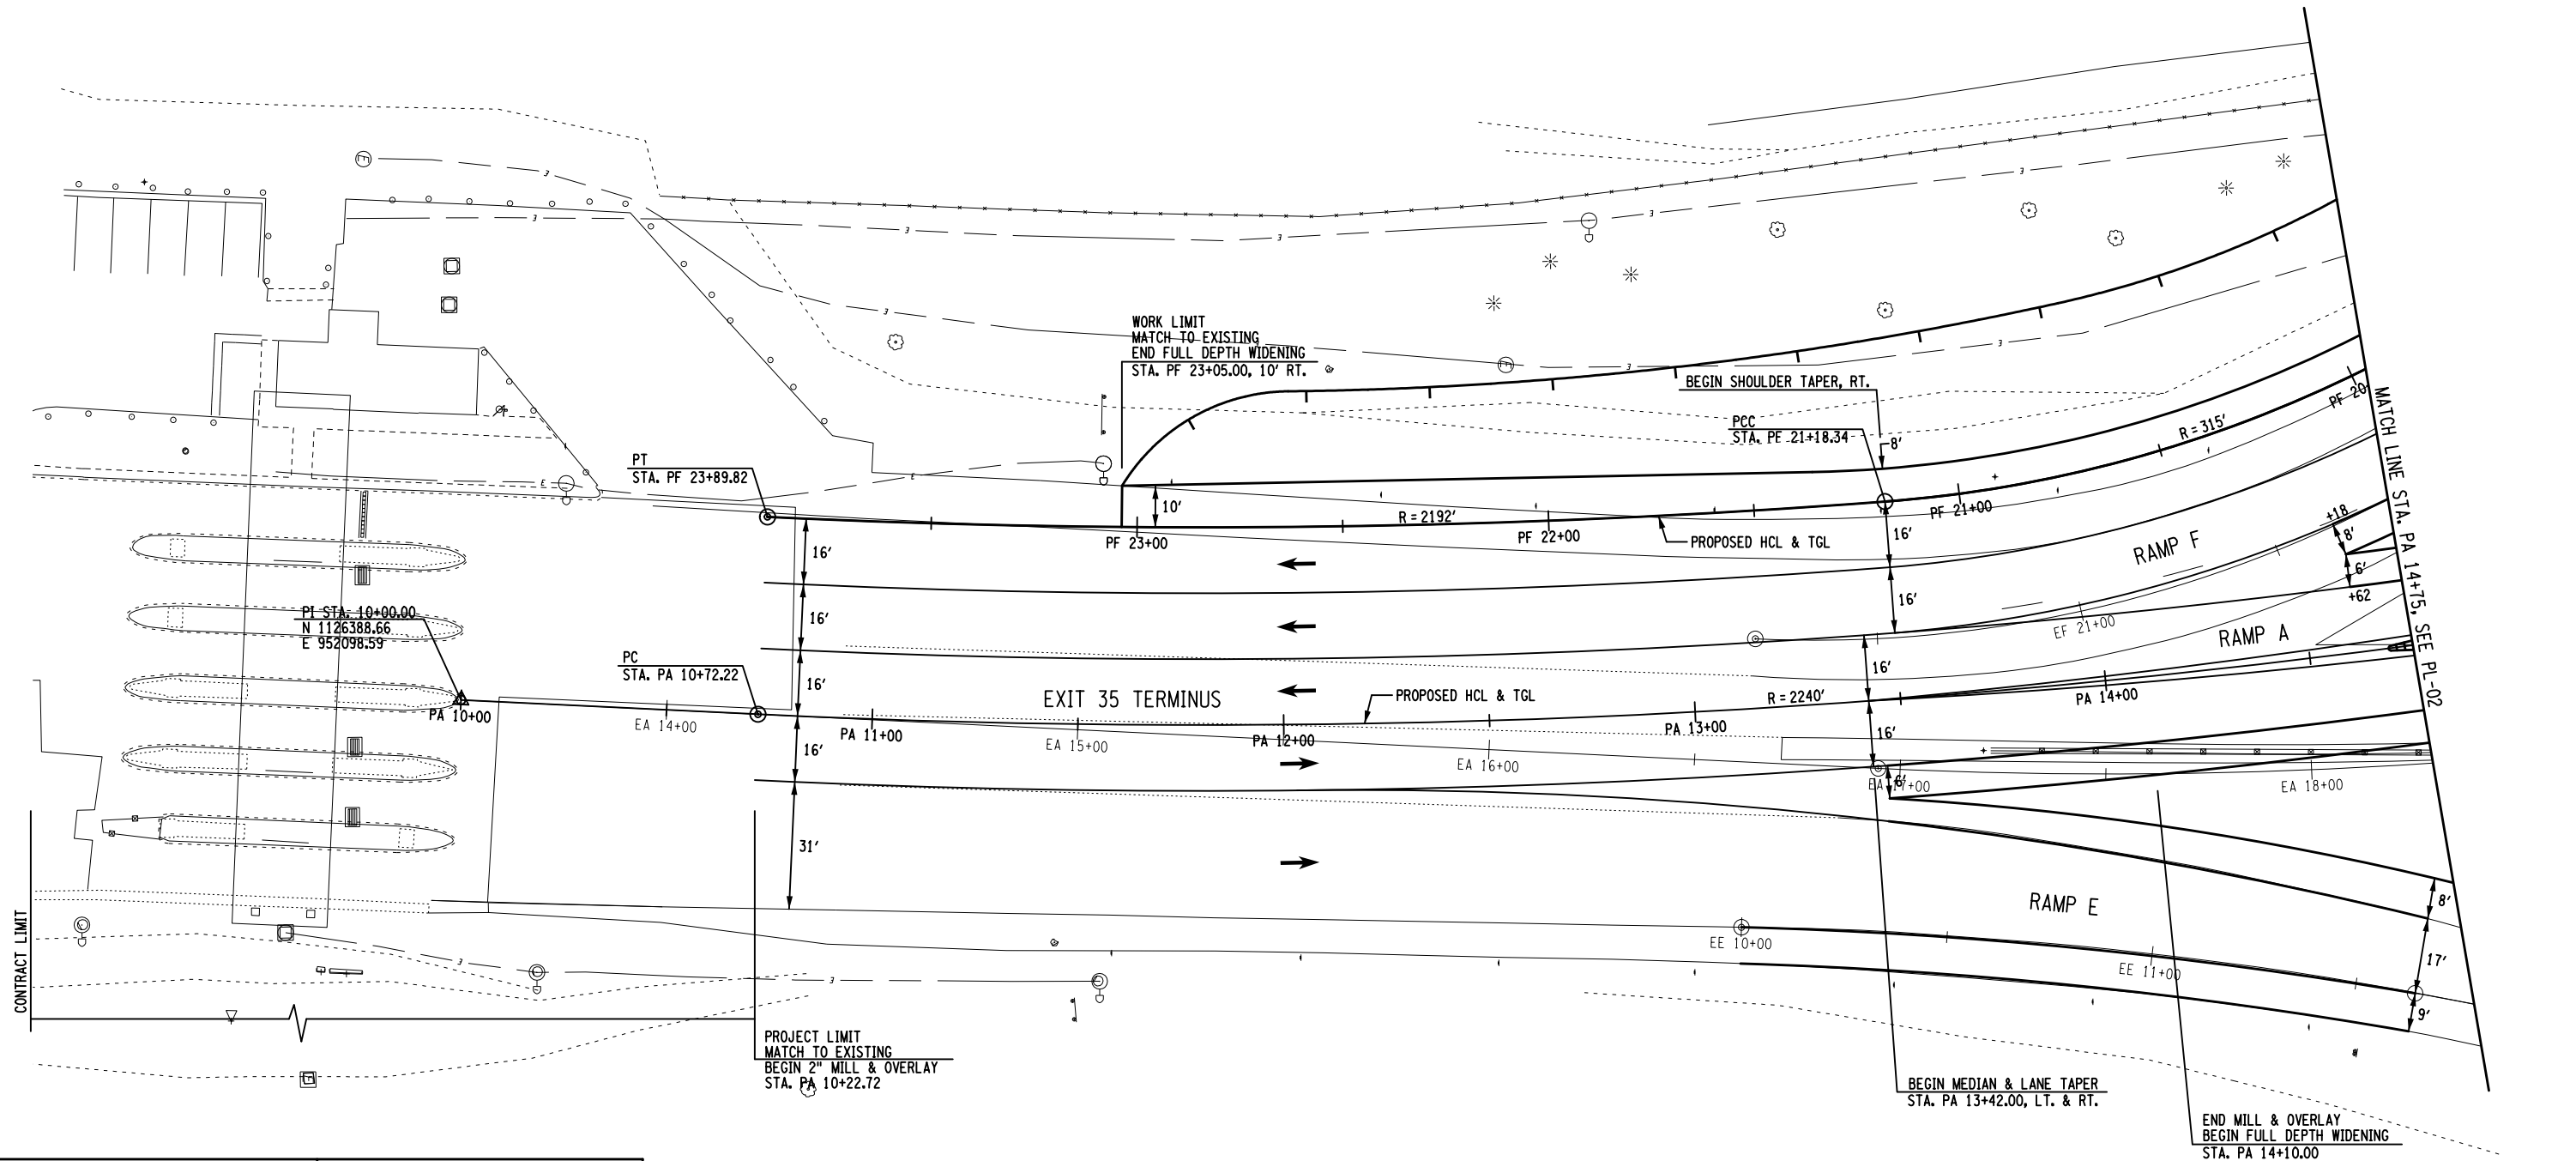 WORK LIMIT
MATCH TO EXISTING
END FULL DEPTH WIDENING
STA. PF 23+05.00, 10' RT.
BEGIN SHOULDER TAPER, RT.
PCC
STA. PF 21+18.34
8'
R = 315'
PF 20
MATCH LINE STA. PA 14+75, SEE PL-02
PT
STA. PF 23+89.82
10'
R = 2192'
PF 23+00
PF 22+00
PF 21+00
PROPOSED HCL & TGL
16'
16'
RAMP F
+18
8'
6'
+62
16'
16'
PI STA. 10+00.00
N 1126388.66
E 952098.59
PC
STA. PA 10+72.22
16'
EF 21+00
RAMP A
16'
EXIT 35 TERMINUS
PROPOSED HCL & TGL
R = 2240'
PA 10+00
EA 14+00
PA 11+00
EA 15+00
PA 12+00
EA 16+00
PA 13+00
PA 14+00
16'
16'
6'
EA 17+00
EA 18+00
31'
RAMP E
8'
17'
9'
EE 10+00
EE 11+00
CONTRACT LIMIT
PROJECT LIMIT
MATCH TO EXISTING
BEGIN 2" MILL & OVERLAY
STA. PA 10+22.72
BEGIN MEDIAN & LANE TAPER
STA. PA 13+42.00, LT. & RT.
END MILL & OVERLAY
BEGIN FULL DEPTH WIDENING
STA. PA 14+10.00